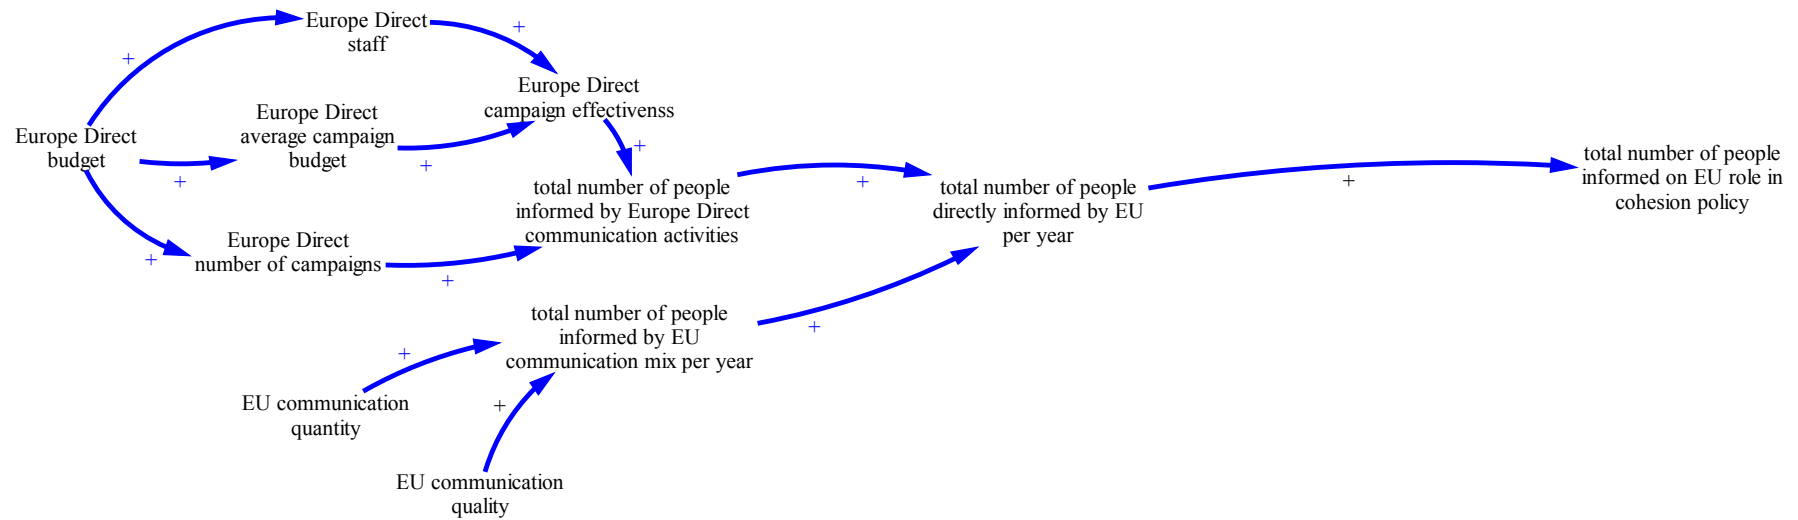 Europe Direct
staff
+
+
Europe Direct
campaign effectivenss
Europe Direct
average campaign
budget
Europe Direct
budget
+
+
+
total number of people
informed by Europe Direct
communication activities
+
total number of people
directly informed by EU
per year
+
total number of people
informed on EU role in
cohesion policy
Europe Direct
number of campaigns
+
+
total number of people
informed by EU
communication mix per year
+
+
EU communication
quantity
+
EU communication
quality